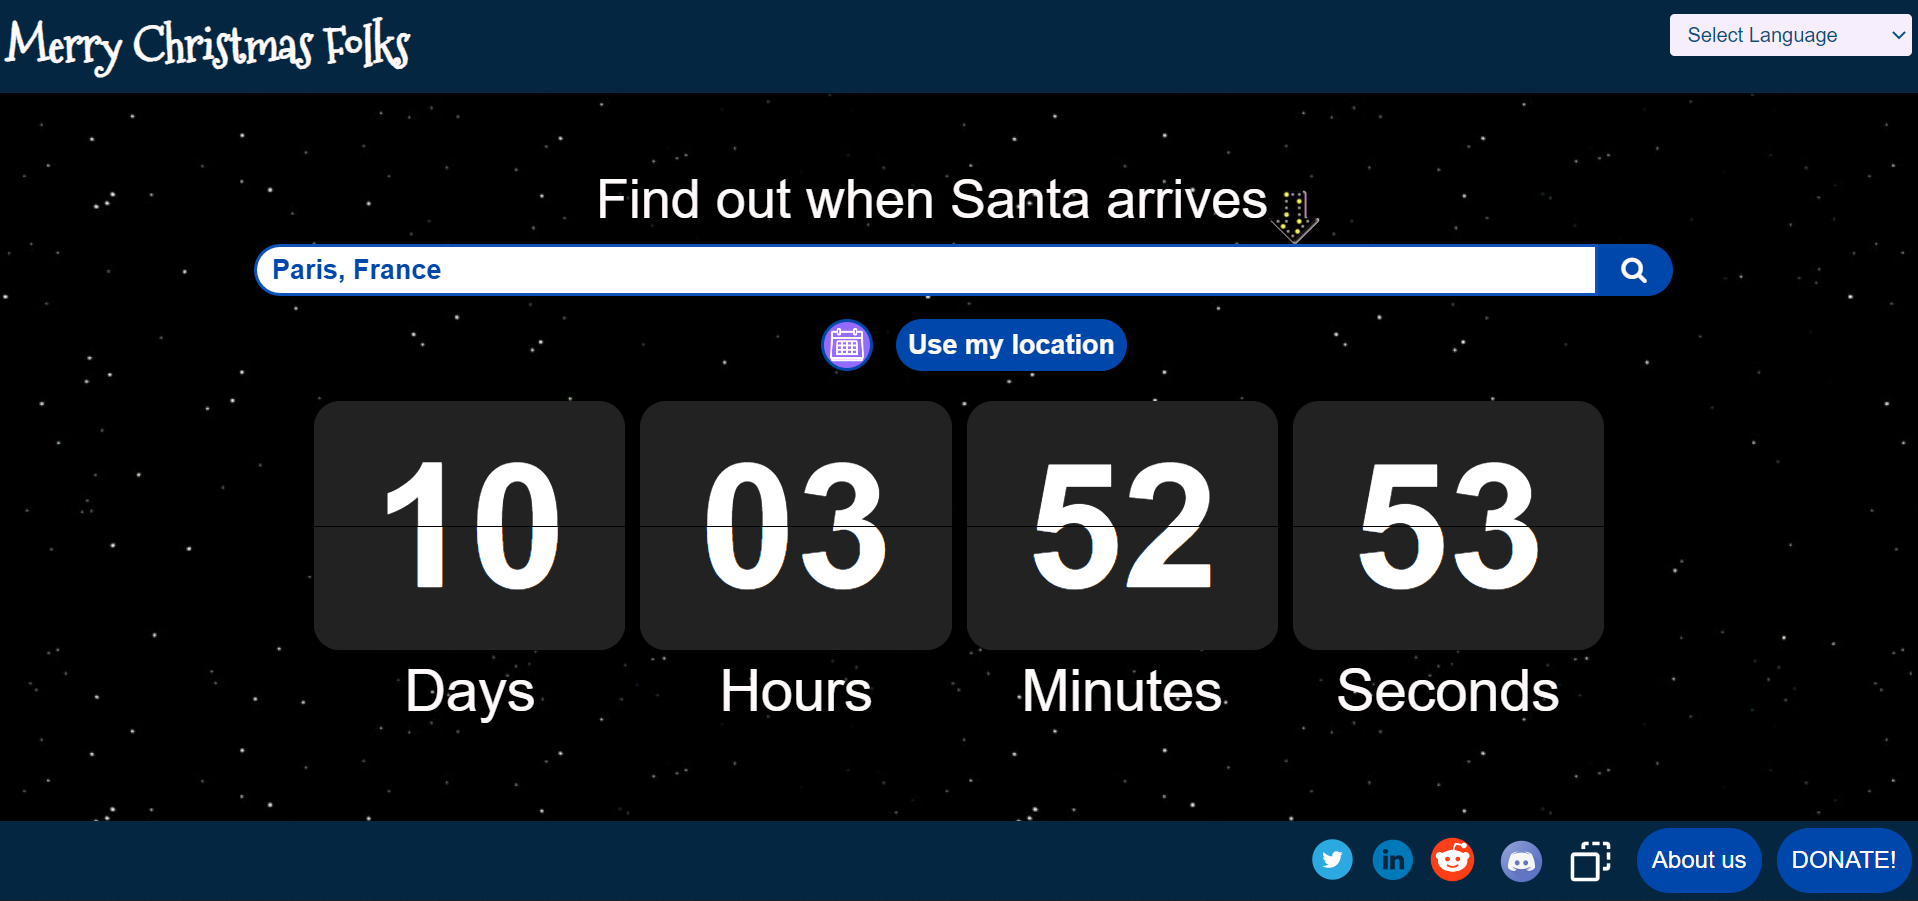 Merry Christmas Folks
Select Language
Find out when Santa arrives
Paris, France
Use my location
10 03 52 53
Days Hours Minutes Seconds
in
About us
DONATE!